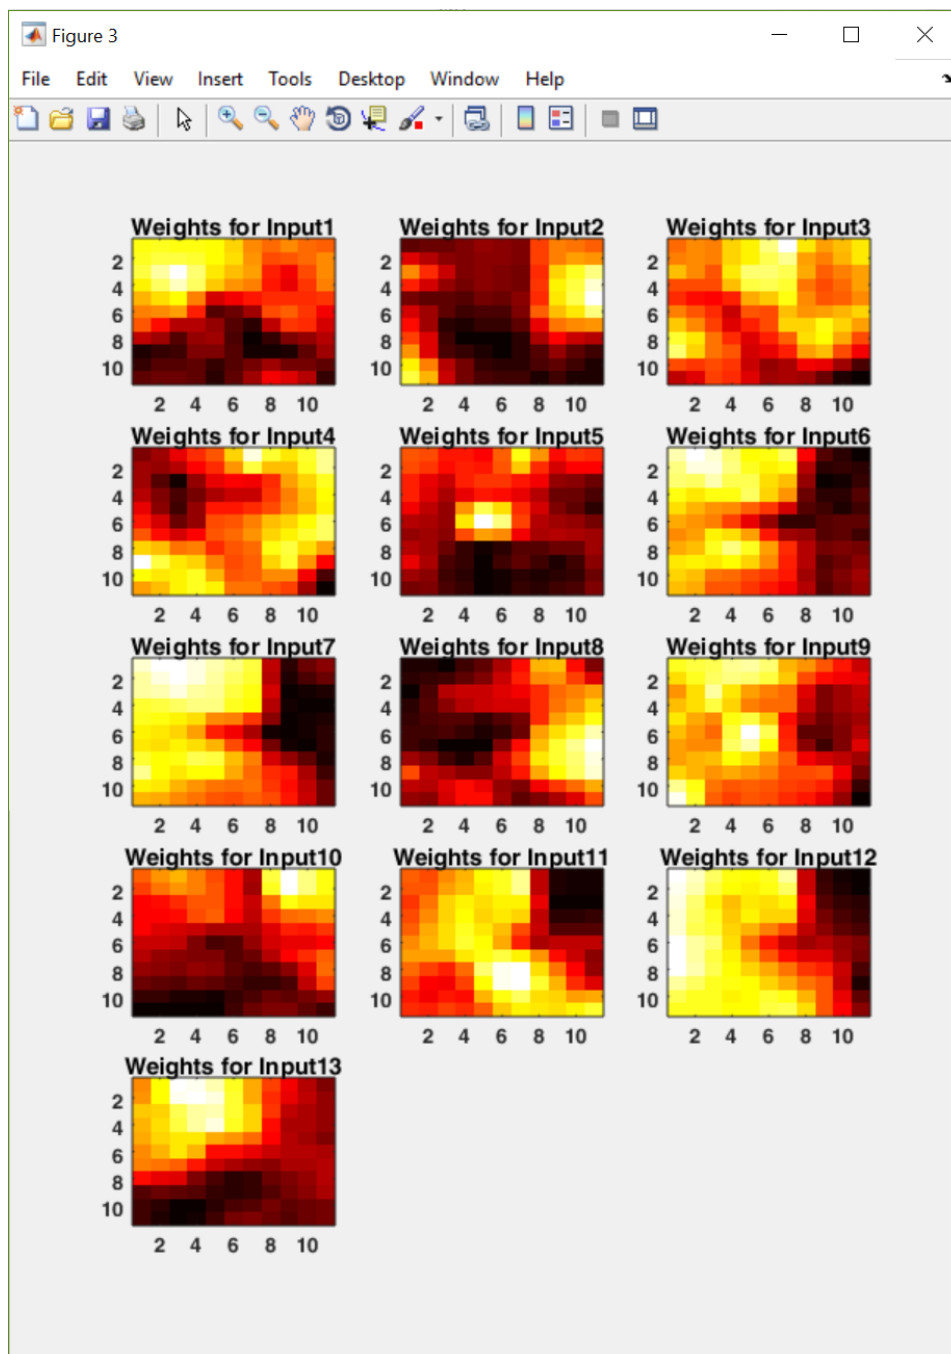 Figure 3
File Edit View Insert Tools Desktop Window Help
Weights for Input1 Weights for Input2 Weights for Input3
2 2 2
4 4 4
6 6 6
8 8 8
10 10 10
2 4 6 8 10 2 4 6 8 10 2 4 6 8 10
Weights for Input4 Weights for Input5 Weights for Input6
2 2 2
4 4 4
6 6 6
8 8 8
10 10 10
2 4 6 8 10 2 4 6 8 10 2 4 6 8 10
Weights for Input7 Weights for Input8 Weights for Input9
2 2 2
4 4 4
6 6 6
8 8 8
10 10 10
2 4 6 8 10 2 4 6 8 10 2 4 6 8 10
Weights for Input10 Weights for Input11 Weights for Input12
2 2 2
4 4 4
6 6 6
8 8 8
10 10 10
2 4 6 8 10 2 4 6 8 10 2 4 6 8 10
Weights for Input13
2
4
6
8
10
2 4 6 8 10